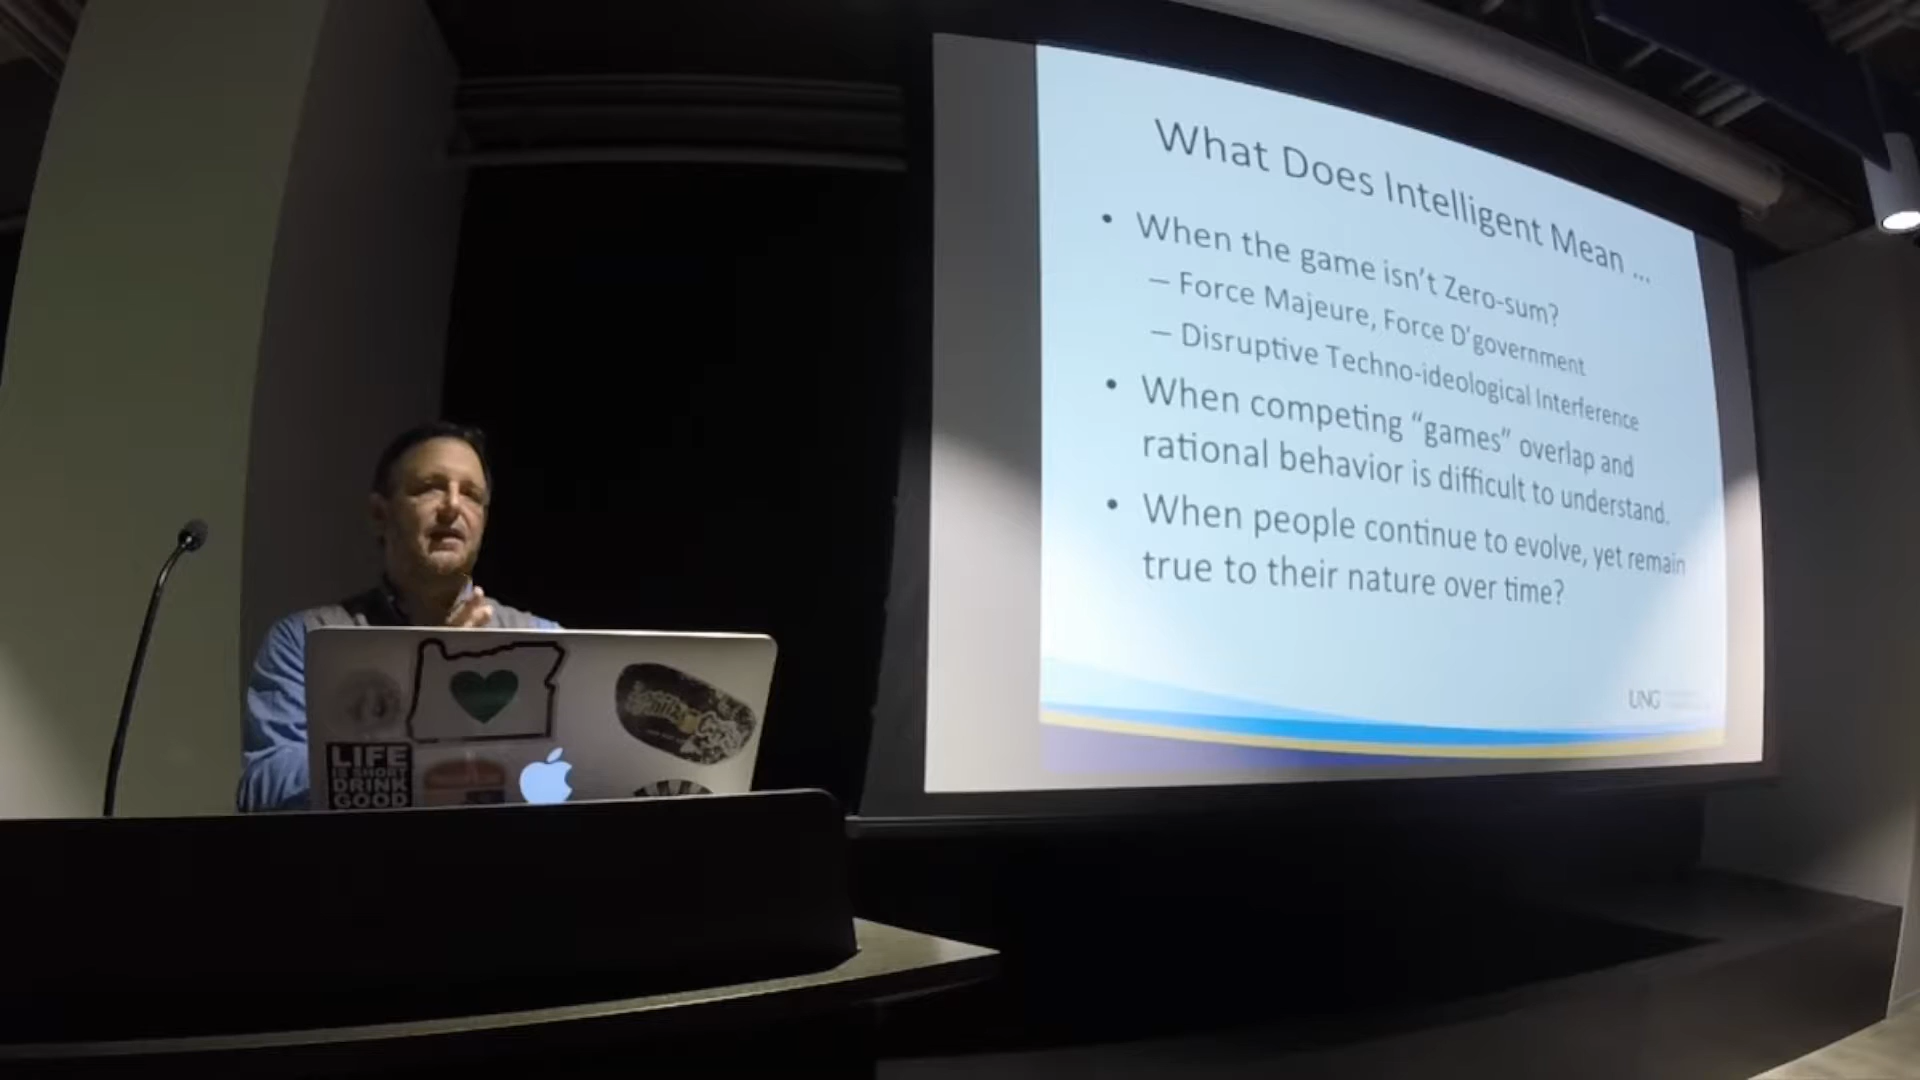 What Does Intelligent Mean ...
• When the game isn't Zero-sum?
– Force Majeure, Force D'government
– Disruptive Techno-ideological Interference
• When competing "games" overlap and
rational behavior is difficult to understand.
• When people continue to evolve, yet remain
true to their nature over time?
UNG
LIFE
IS SHORT
DRINK
GOOD